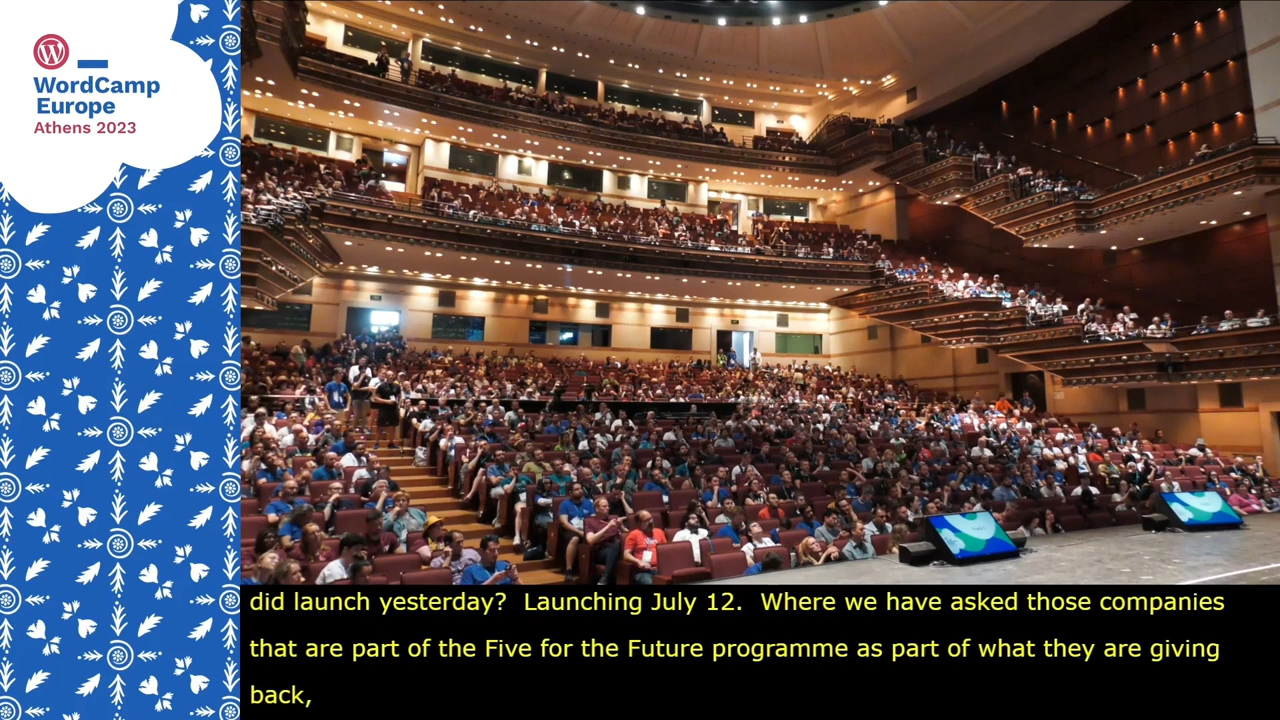 WordCamp
Europe
Athens 2023
did launch yesterday?  Launching July 12.  Where we have asked those companies
that are part of the Five for the Future programme as part of what they are giving
back,